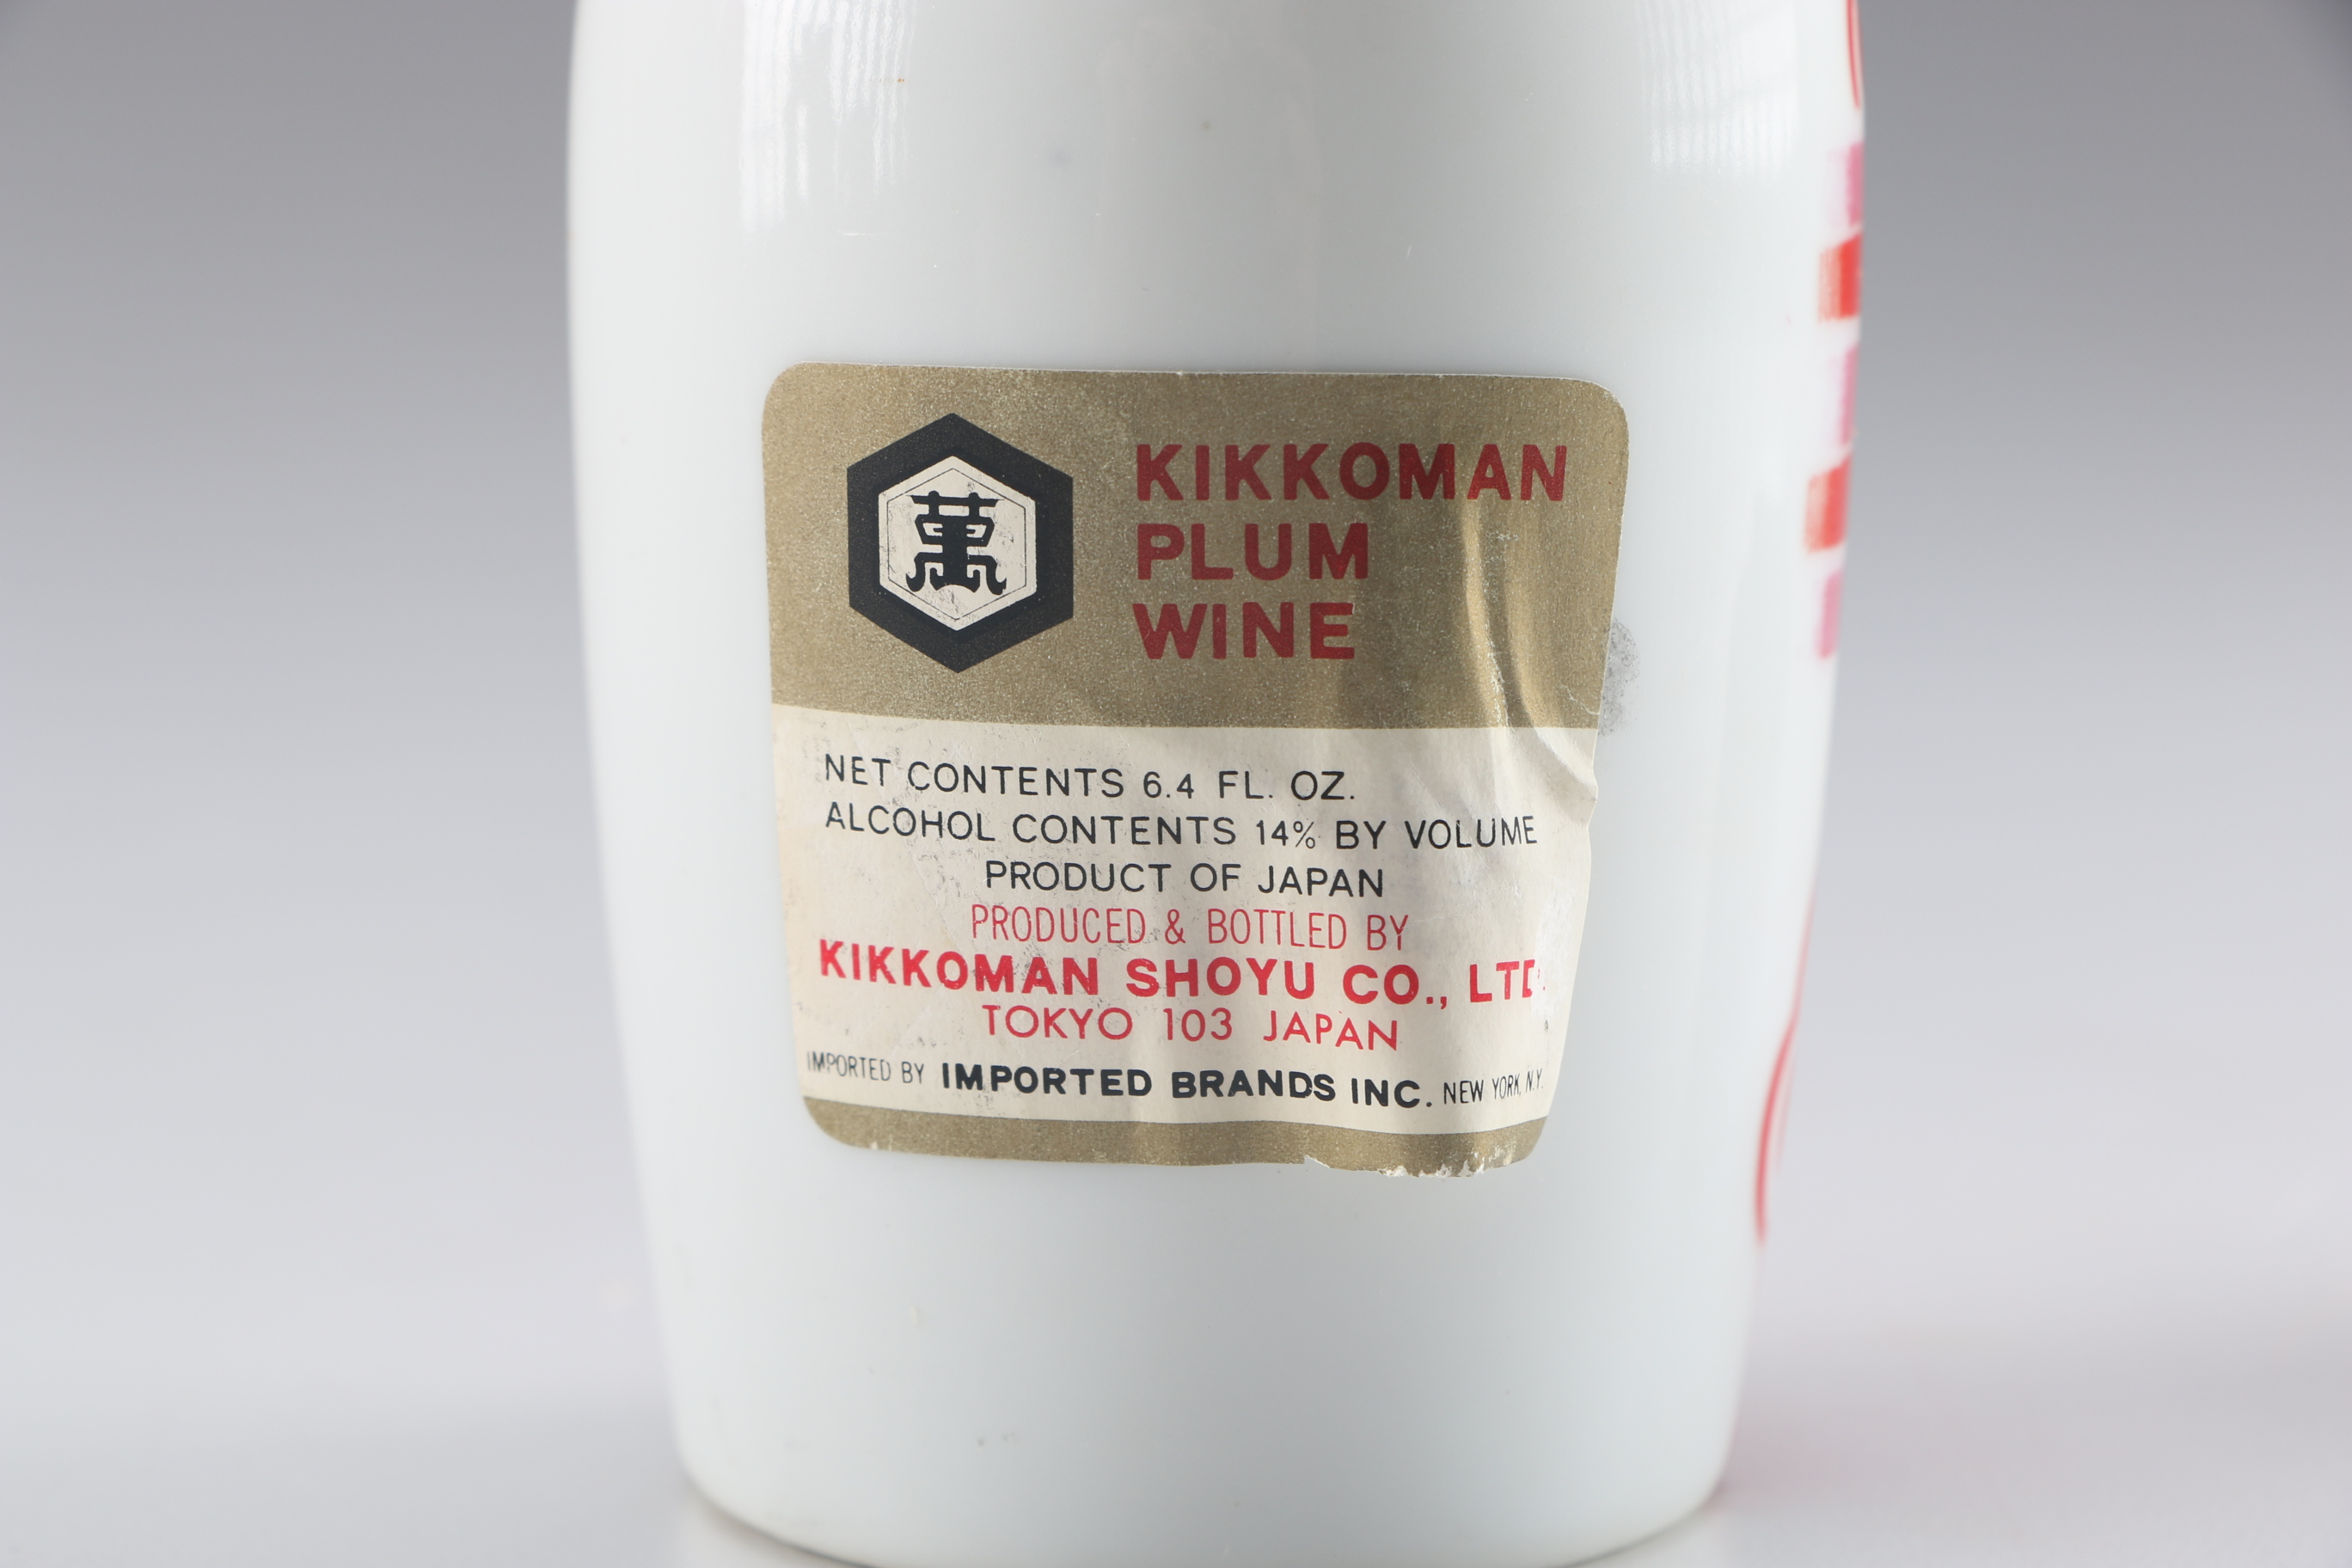 萬
KIKKOMAN
PLUM
WINE
NET CONTENTS 6.4 FL. OZ.
ALCOHOL CONTENTS 14% BY VOLUME
PRODUCT OF JAPAN
PRODUCED & BOTTLED BY
KIKKOMAN SHOYU CO., LTD.
TOKYO 103 JAPAN
IMPORTED BY IMPORTED BRANDS INC. NEW YORK, N.Y.